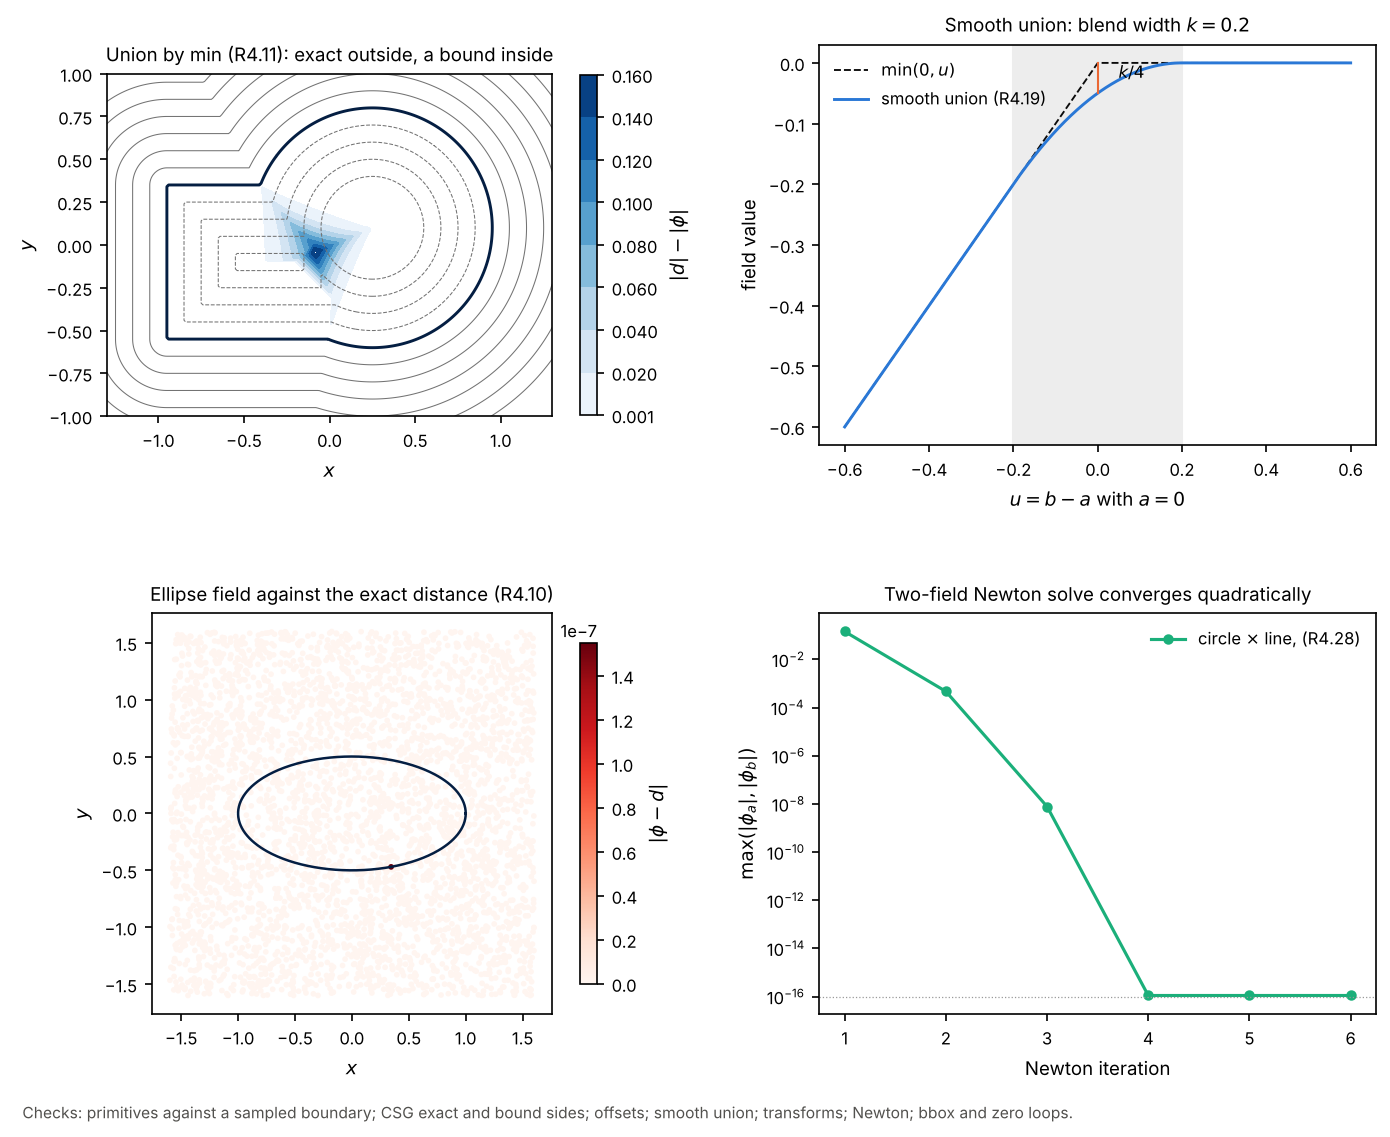 Union by min (R4.11): exact outside, a bound inside
1.00
0.75
0.50
0.25
0.00
−0.25
−0.50
−0.75
−1.00
y
−1.0 −0.5 0.0 0.5 1.0
x
0.160
0.140
0.120
0.100
0.080
0.060
0.040
0.020
0.001
|d| − |ϕ|
Smooth union: blend width k = 0.2
min(0, u)
smooth union (R4.19)
k/4
0.0
−0.1
−0.2
−0.3
−0.4
−0.5
−0.6
field value
−0.6 −0.4 −0.2 0.0 0.2 0.4 0.6
u = b − a with a = 0
Ellipse field against the exact distance (R4.10)
1.5
1.0
0.5
0.0
−0.5
−1.0
−1.5
y
−1.5 −1.0 −0.5 0.0 0.5 1.0 1.5
x
1e−7
1.4
1.2
1.0
0.8
0.6
0.4
0.2
0.0
|ϕ − d|
Two-field Newton solve converges quadratically
circle × line, (R4.28)
10⁻²
10⁻⁴
10⁻⁶
10⁻⁸
10⁻¹⁰
10⁻¹²
10⁻¹⁴
10⁻¹⁶
max(|ϕₐ|, |ϕ_b|)
1 2 3 4 5 6
Newton iteration
Checks: primitives against a sampled boundary; CSG exact and bound sides; offsets; smooth union; transforms; Newton; bbox and zero loops.